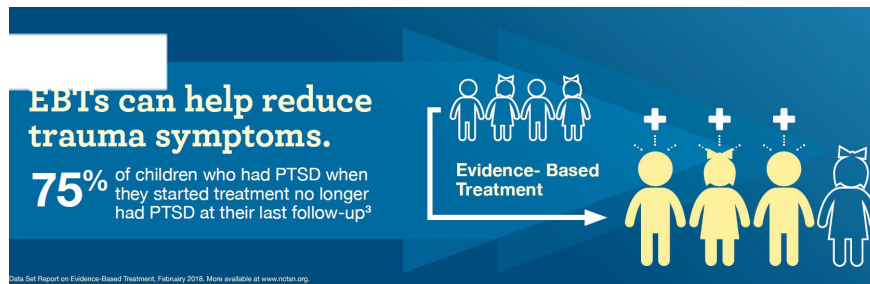 EBTs can help reduce
trauma symptoms.
75% of children who had PTSD when
they started treatment no longer
had PTSD at their last follow-up³
Evidence- Based
Treatment
Data Set Report on Evidence-Based Treatment, February 2018. More available at www.nctan.org.